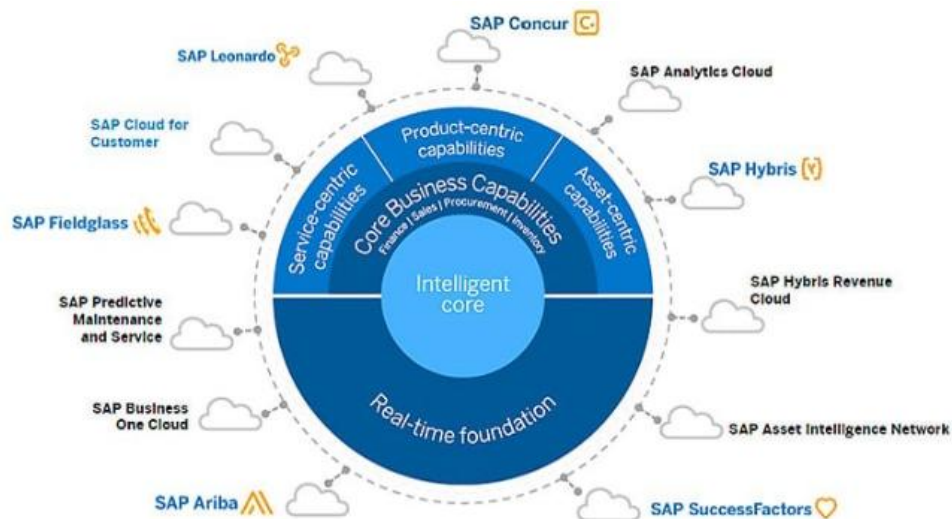 SAP Concur
SAP Leonardo
SAP Analytics Cloud
SAP Cloud for
Customer
Product-centric
capabilities
Service-centric
capabilities
Asset-centric
capabilities
SAP Hybris
Core Business Capabilities
Finance | Sales | Procurement | Inventory
SAP Fieldglass
Intelligent
core
SAP Hybris Revenue
Cloud
SAP Predictive
Maintenance
and Service
Real-time foundation
SAP Business
One Cloud
SAP Asset Intelligence Network
SAP Ariba
SAP SuccessFactors